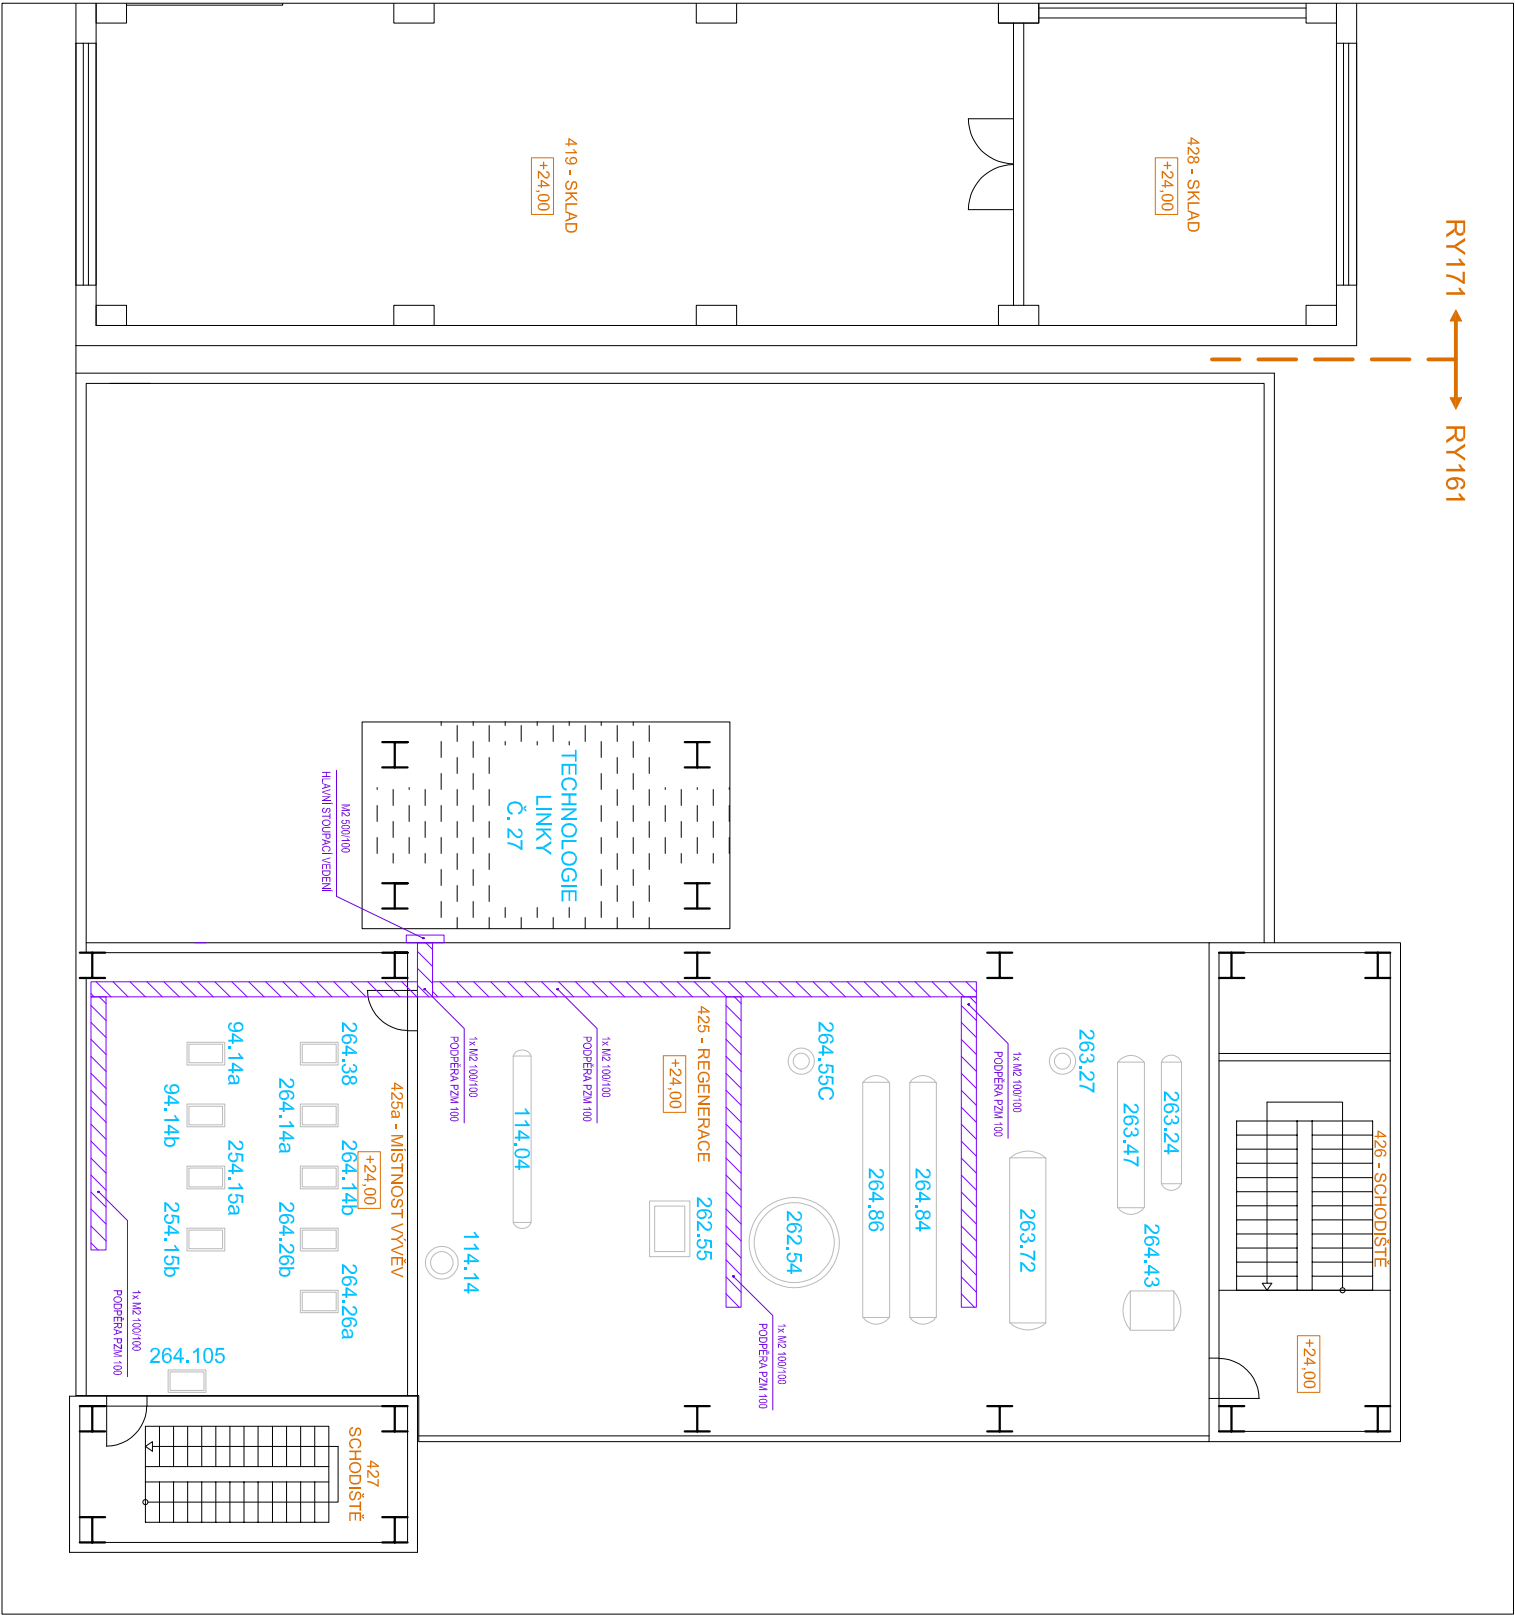 RY171
RY161
428 - SKLAD
+24,00
419 - SKLAD
+24,00
TECHNOLOGIE
LINKY
Č. 27
M2 500/100
HLAVNÍ STOUPACÍ VEDENÍ
426 - SCHODIŠTĚ
+24,00
263.27
263.24
263.47
264.43
263.72
1x M2 100/100
PODPĚRA PZM 100
264.84
264.86
264.55C
262.54
1x M2 100/100
PODPĚRA PZM 100
425 - REGENERACE
+24,00
262.55
1x M2 100/100
PODPĚRA PZM 100
114.04
114.14
1x M2 100/100
PODPĚRA PZM 100
425a - MÍSTNOST VÝVĚV
+24,00
264.38
264.14a
264.14b
264.26b
264.26a
94.14a
94.14b
254.15a
254.15b
264.105
1x M2 100/100
PODPĚRA PZM 100
427
SCHODIŠTĚ